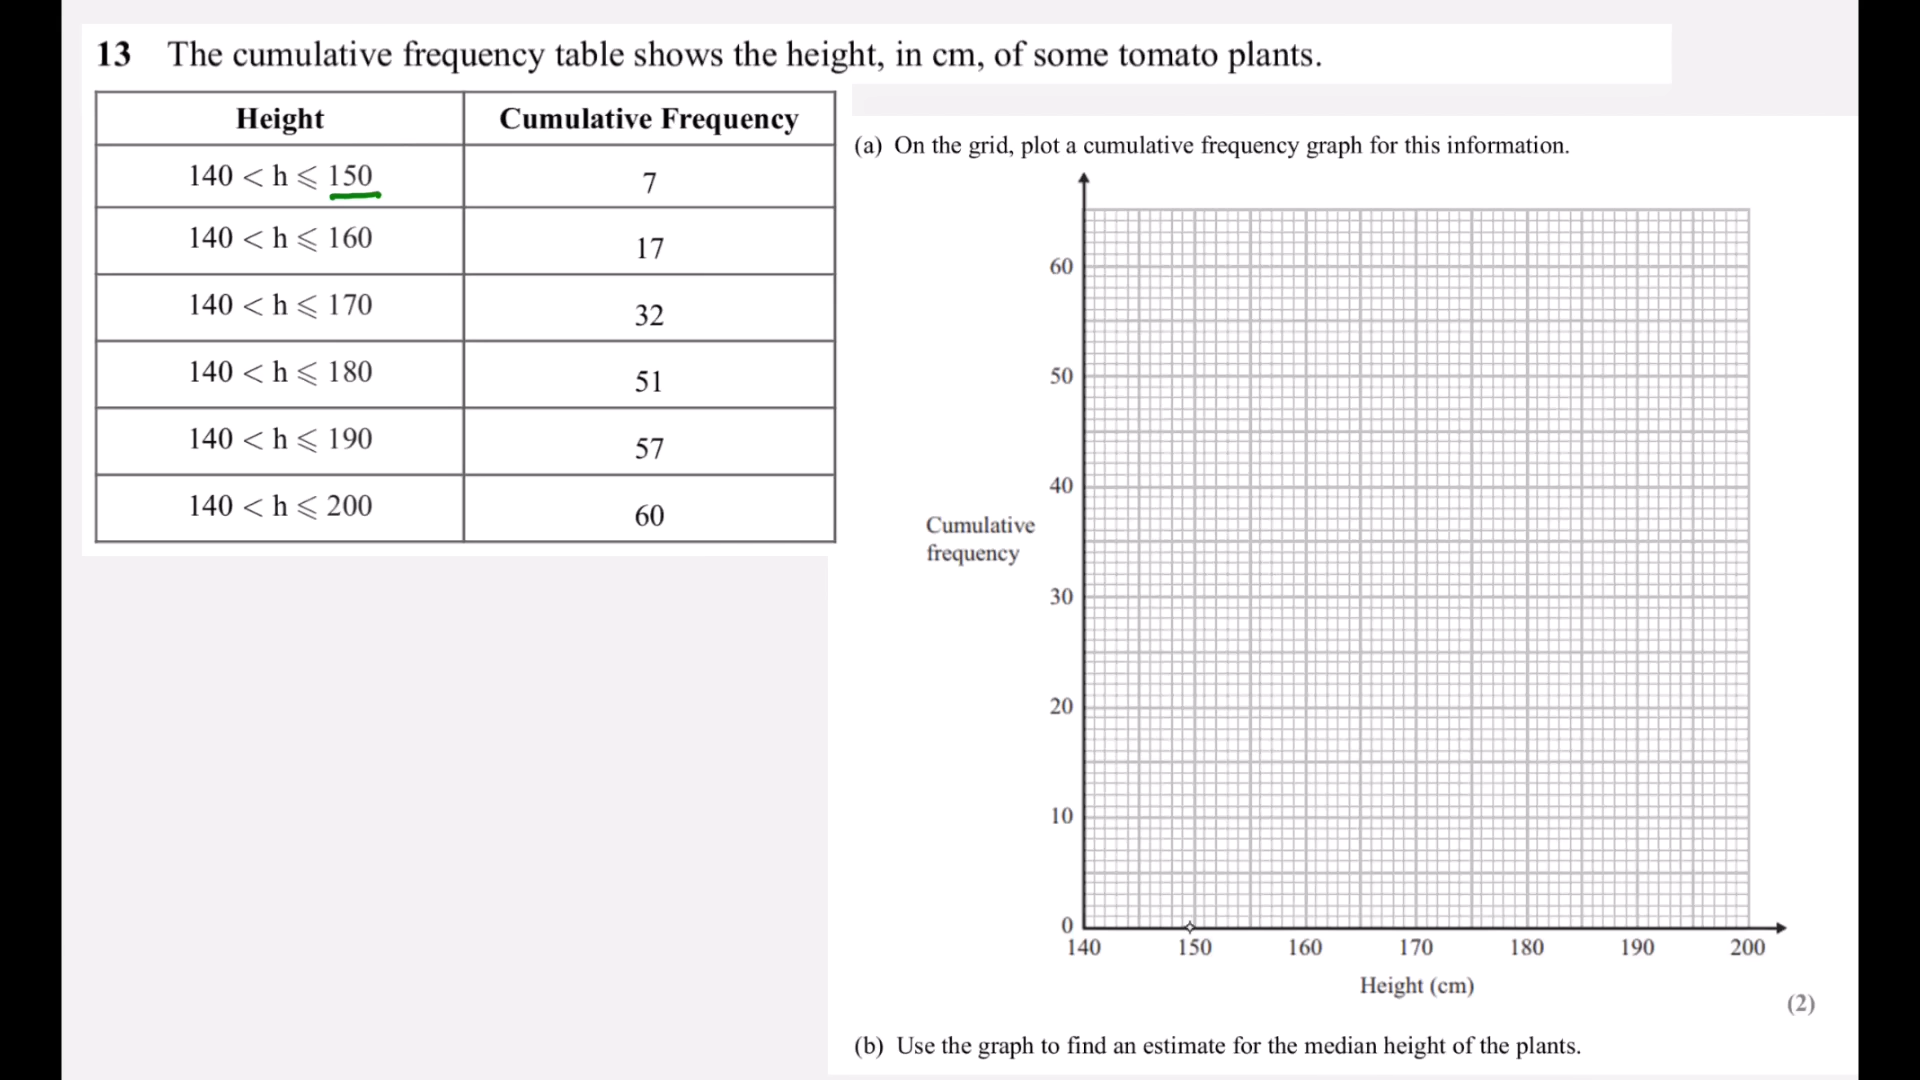 13 The cumulative frequency table shows the height, in cm, of some tomato plants.
Height Cumulative Frequency
140 < h ⩽ 150 7
140 < h ⩽ 160 17
140 < h ⩽ 170 32
140 < h ⩽ 180 51
140 < h ⩽ 190 57
140 < h ⩽ 200 60
(a) On the grid, plot a cumulative frequency graph for this information.
60
50
40
Cumulative
frequency
30
20
10
0
140 150 160 170 180 190 200
Height (cm)
(2)
(b) Use the graph to find an estimate for the median height of the plants.